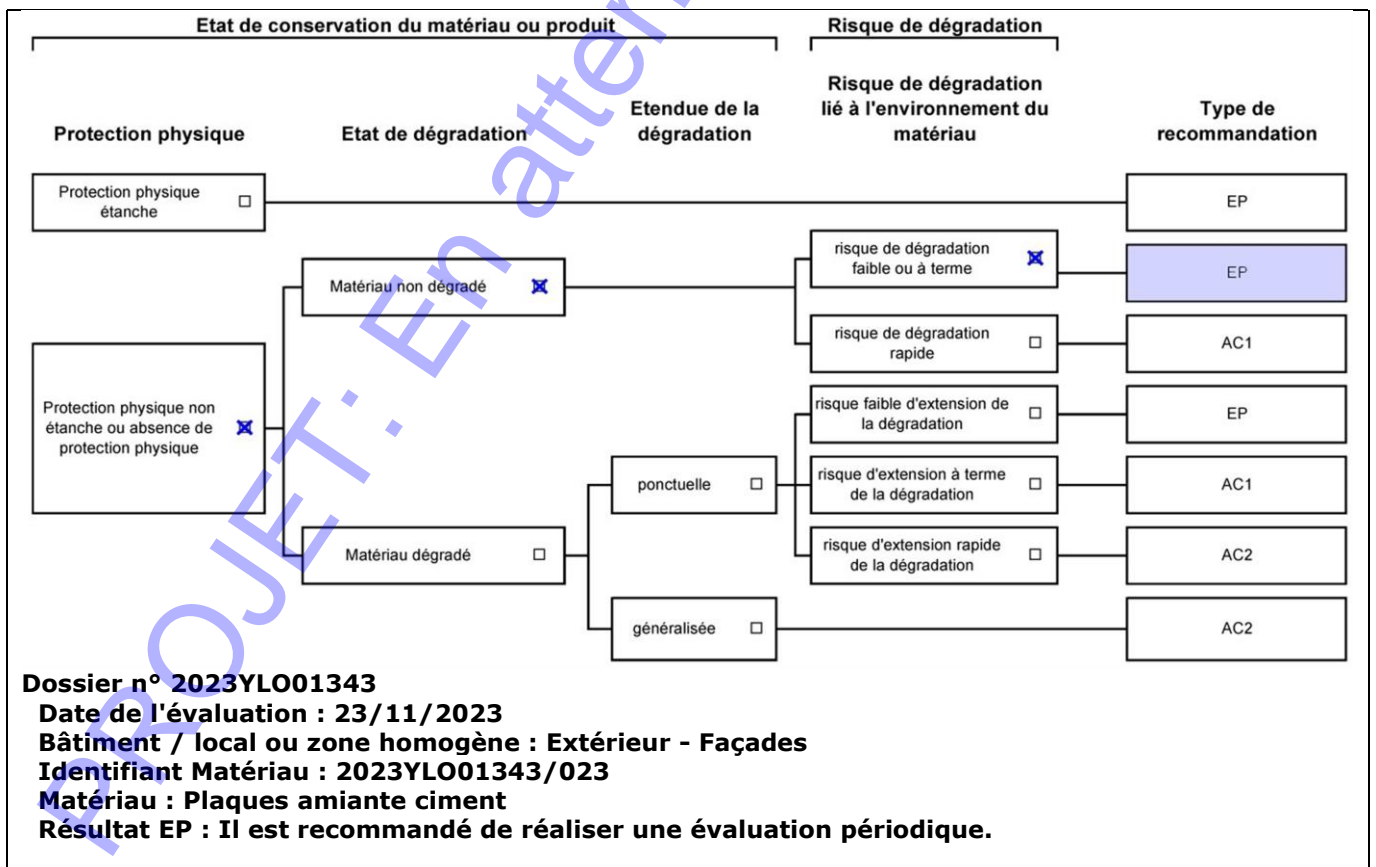 Etat de conservation du matériau ou produit
Risque de dégradation
Protection physique
Etat de dégradation
Etendue de la
dégradation
Risque de dégradation
lié à l'environnement du
matériau
Type de
recommandation
Protection physique
étanche
EP
Matériau non dégradé
risque de dégradation
faible ou à terme
EP
risque de dégradation
rapide
AC1
Protection physique non
étanche ou absence de
protection physique
risque faible d'extension de
la dégradation
EP
ponctuelle
risque d'extension à terme
de la dégradation
AC1
Matériau dégradé
risque d'extension rapide
de la dégradation
AC2
généralisée
AC2
Dossier n° 2023YLO01343
Date de l'évaluation : 23/11/2023
Bâtiment / local ou zone homogène : Extérieur - Façades
Identifiant Matériau : 2023YLO01343/023
Matériau : Plaques amiante ciment
Résultat EP : Il est recommandé de réaliser une évaluation périodique.
PROJET: En